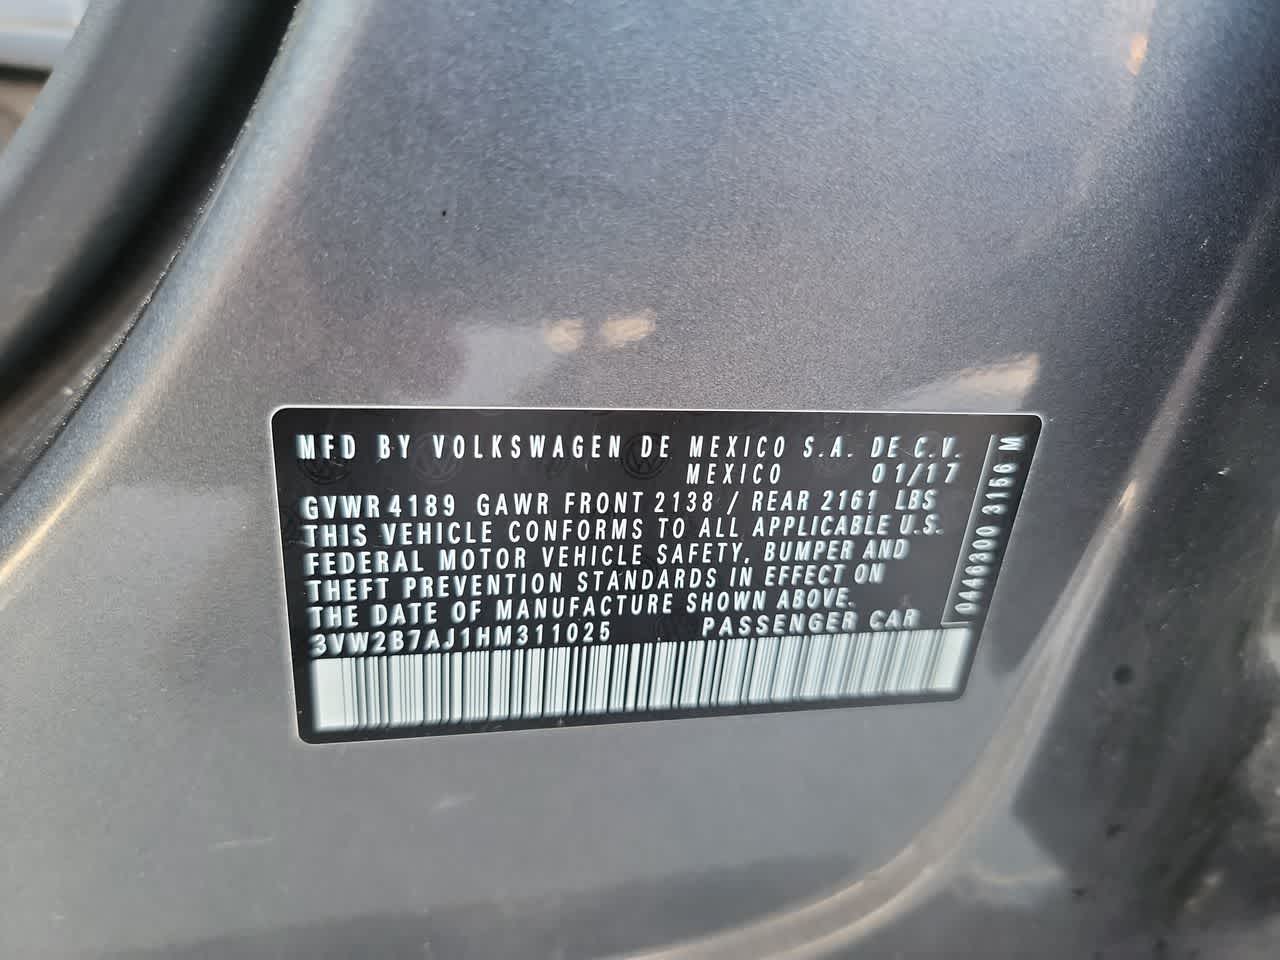 MFD BY VOLKSWAGEN DE MEXICO S.A. DE C.V.
MEXICO 01/17
GVWR 4189 GAWR FRONT 2138 / REAR 2161 LBS
THIS VEHICLE CONFORMS TO ALL APPLICABLE U.S.
FEDERAL MOTOR VEHICLE SAFETY, BUMPER AND
THEFT PREVENTION STANDARDS IN EFFECT ON
THE DATE OF MANUFACTURE SHOWN ABOVE.
3VW2B7AJ1HM311025 PASSENGER CAR
0446300 3156 M